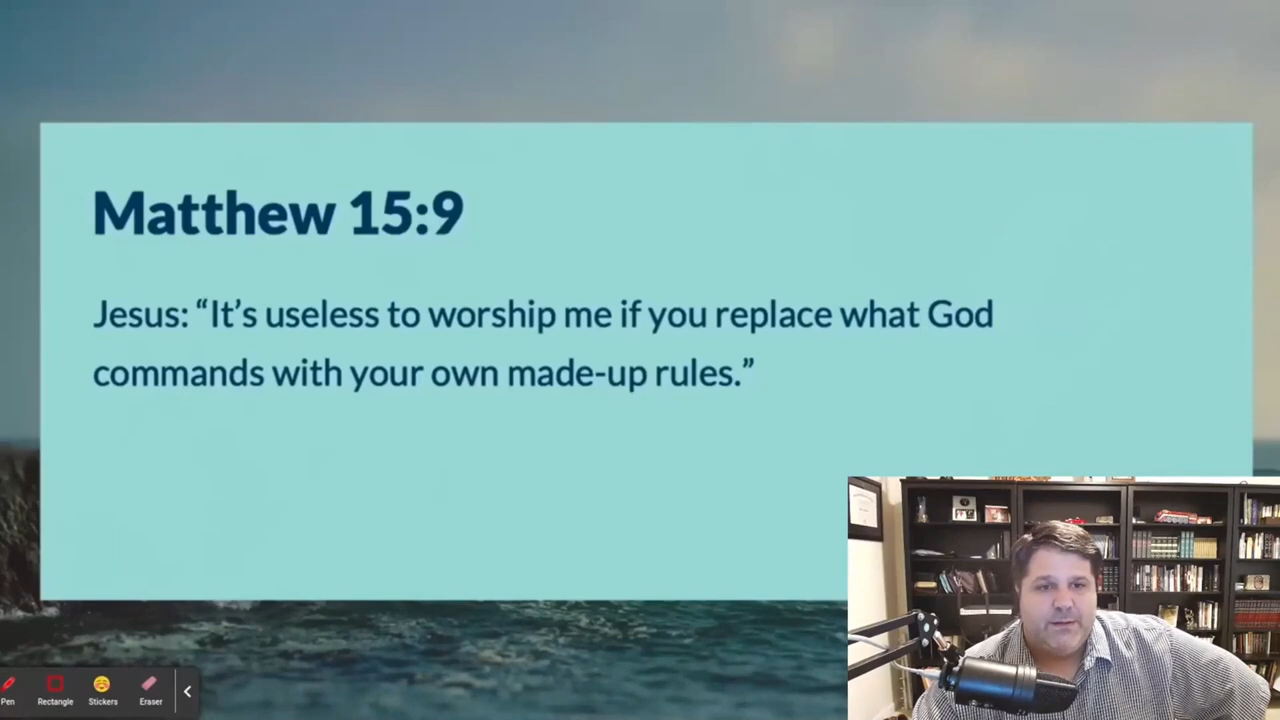 Matthew 15:9
Jesus: “It’s useless to worship me if you replace what God
commands with your own made-up rules.”
Pen
Rectangle
Stickers
Eraser